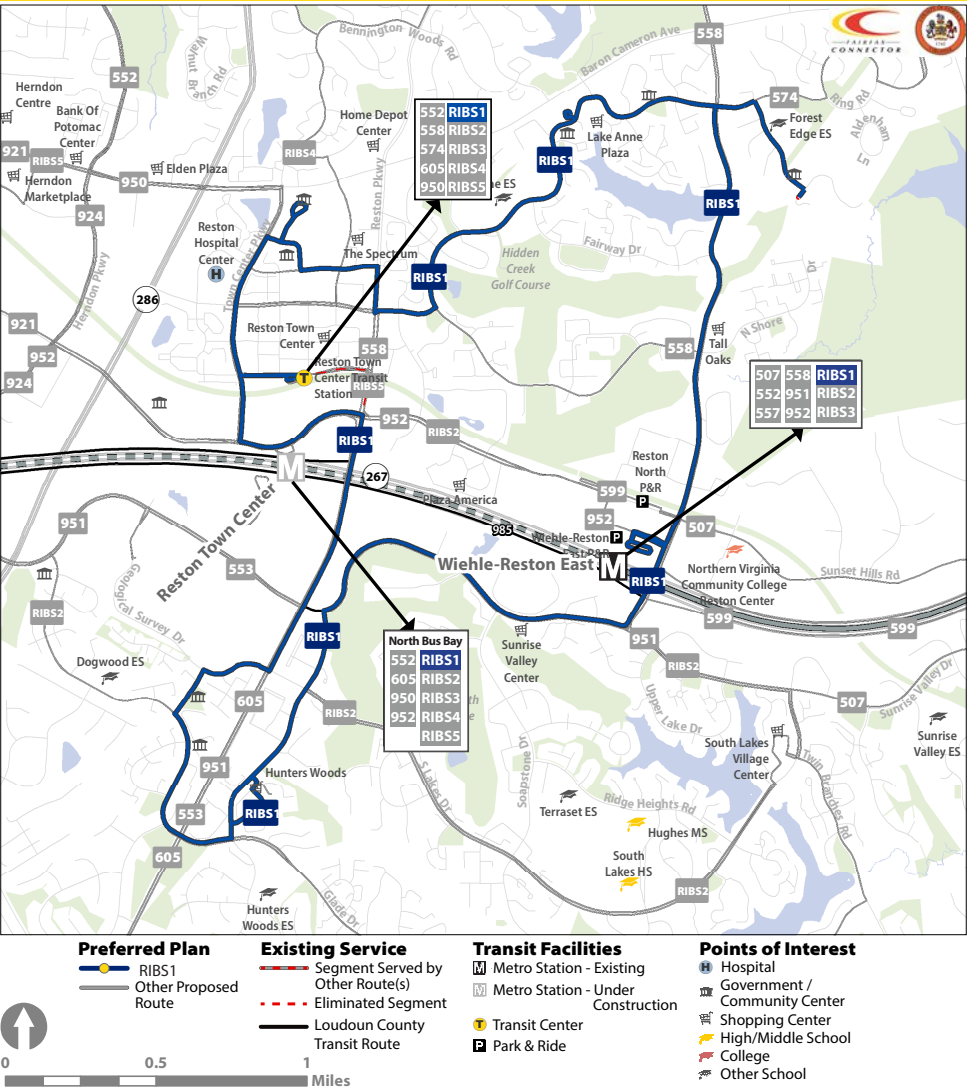 Bennington Woods Rd
Baron Cameron Ave
558
FAIRFAX
CONNECTOR
Walnut Branch Rd
552
Herndon
Centre
Bank Of
Potomac
Center
921
RIBS5
Herndon
Marketplace
950
Elden Plaza
924
RIBS4
Home Depot
Center
Reston Pkwy
552 RIBS1
558 RIBS2
574 RIBS3
605 RIBS4
950 RIBS5
ne ES
RIBS1
Lake Anne
Plaza
574
Ring Rd
Forest
Edge ES
Aldenham
Ln
RIBS1
Reston
Hospital
Center
H
Town Center Pkwy
The Spectrum
RIBS1
Hidden
Creek
Golf Course
Fairway Dr
Dr
Herndon Pkwy
286
921
952
924
Reston Town
Center
558
Reston Town
Center Transit
Station
T
RIBS5
558
Tall
Oaks
N Shore
507 558 RIBS1
552 951 RIBS2
557 952 RIBS3
952
RIBS2
RIBS1
M
267
Plaza America
Reston
North
P&R
P
599
952
507
985
Wiehle-Reston
East P&R
P
Wiehle-Reston East
M
RIBS1
Northern Virginia
Community College
Reston Center
Sunset Hills Rd
599
599
Reston Town Center
951
553
Geological Survey Dr
RIBS2
Dogwood ES
RIBS1
605
North Bus Bay
552 RIBS1
605 RIBS2
950 RIBS3
952 RIBS4
RIBS5
th
e
Sunrise
Valley
Center
951
RIBS2
507
Sunrise Valley Dr
Sunrise
Valley ES
Upper Lake Dr
South Lakes
Village
Center
Twin Branches Rd
RIBS2
951
Hunters Woods
RIBS1
553
605
S Lakes Dr
Soapstone Dr
Terraset ES
Ridge Heights Rd
Hughes MS
South
Lakes HS
RIBS2
Hunters
Woods ES
Glade Dr
Preferred Plan
RIBS1
Other Proposed
Route
Existing Service
Segment Served by
Other Route(s)
Eliminated Segment
Loudoun County
Transit Route
Transit Facilities
M Metro Station - Existing
M Metro Station - Under
Construction
T Transit Center
P Park & Ride
Points of Interest
H Hospital
Government /
Community Center
Shopping Center
High/Middle School
College
Other School
0 0.5 1
Miles